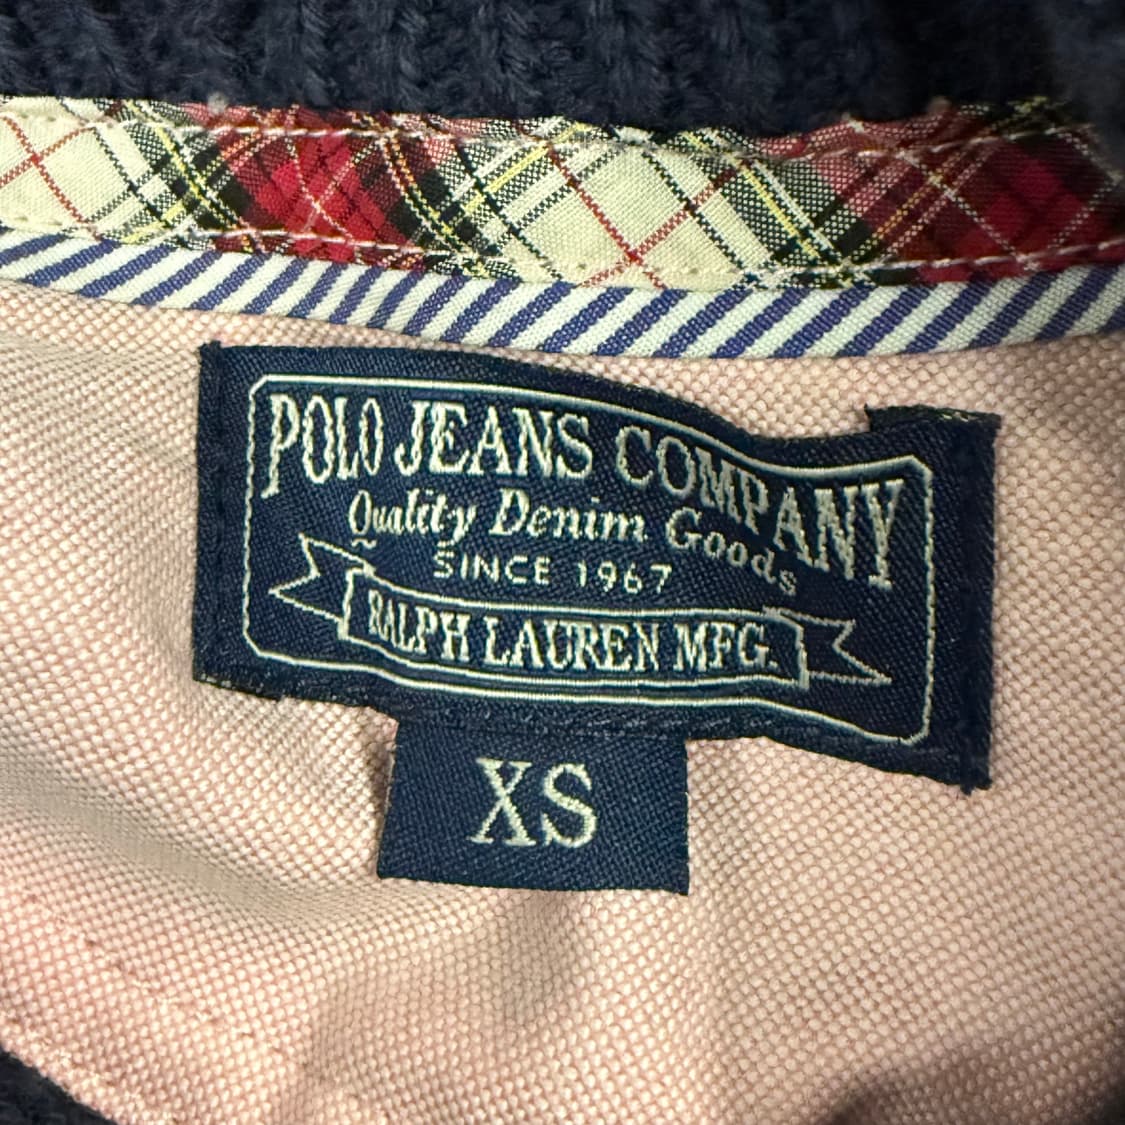 POLO JEANS COMPANY
Quality Denim Goods
SINCE 1967
RALPH LAUREN MFG.
XS